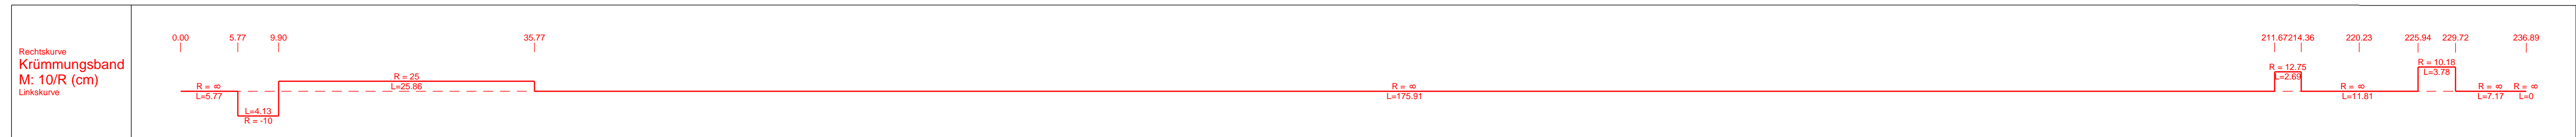 0.00 5.77 9.90 35.77 211.67 214.36 220.23 225.94 229.72 236.89
Rechtskurve
Krümmungsband
M: 10/R (cm)
Linkskurve
R = ∞
L=5.77
L=4.13
R = -10
R = 25
L=25.86
R = ∞
L=175.91
R = 12.75
L=2.69
R = ∞
L=11.81
R = 10.18
L=3.78
R = ∞
L=7.17
R = ∞
L=0